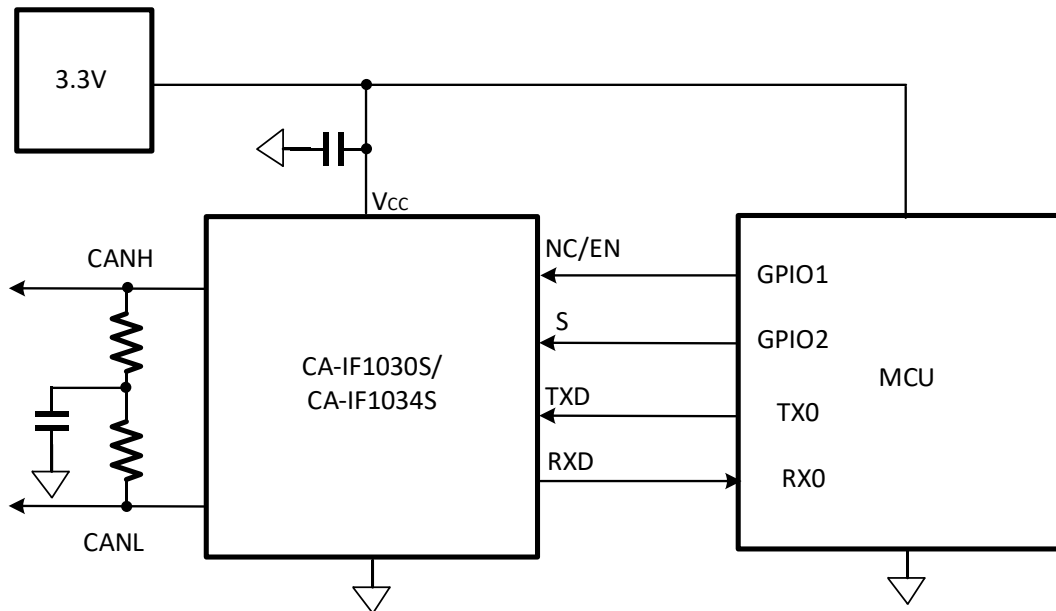 3.3V
VCC
CANH
NC/EN
GPIO1
S
GPIO2
CA-IF1030S/
CA-IF1034S
MCU
TXD
TX0
RXD
RX0
CANL